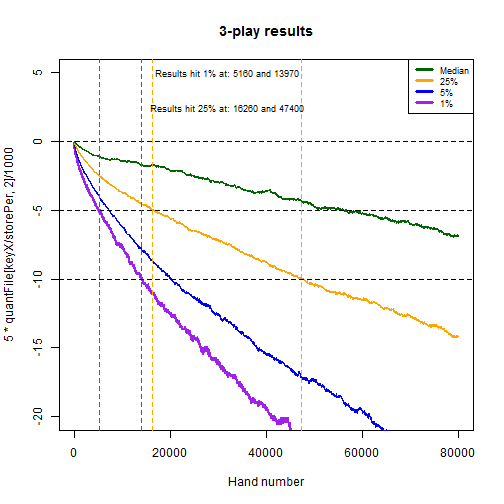 3-play results
Results hit 1% at: 5160 and 13970
Results hit 25% at: 16260 and 47400
Median
25%
5%
1%
5
0
-5
-10
-15
-20
5 * quantFile[keyX/storePer, 2]/1000
0
20000
40000
60000
80000
Hand number